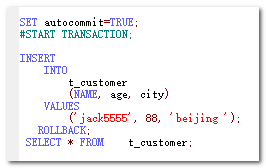 SET autocommit=TRUE;
#START TRANSACTION;
INSERT
INTO
t_customer
(NAME, age, city)
VALUES
('jack5555', 88, 'beijing ');
ROLLBACK;
SELECT * FROM t_customer;